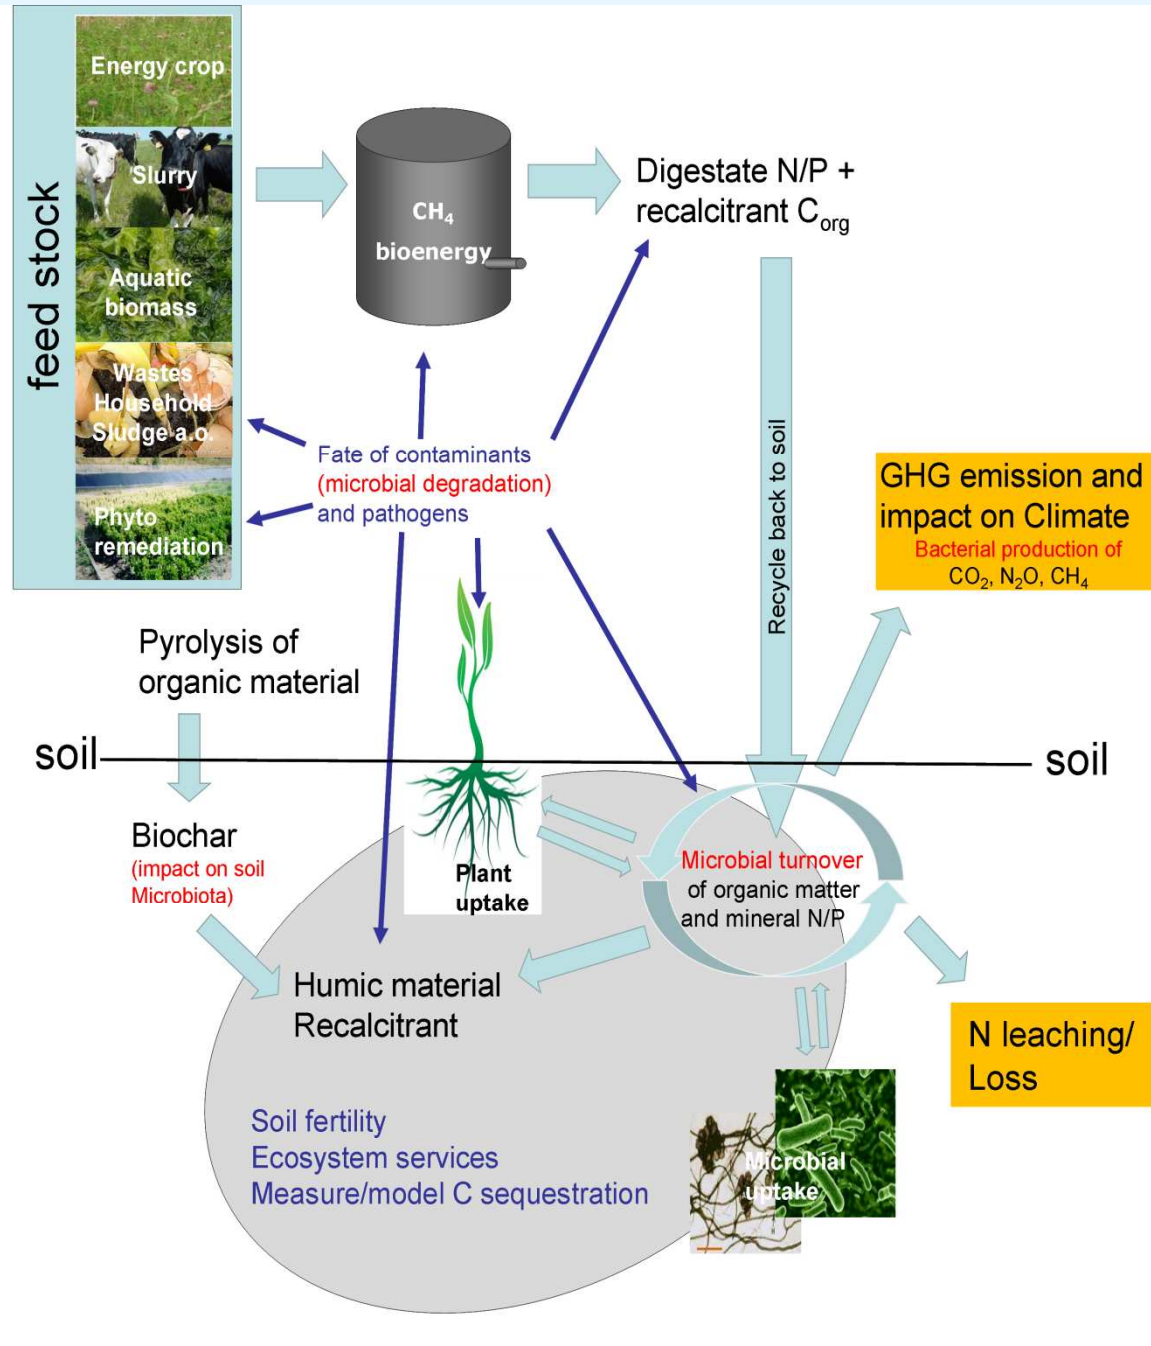 feed stock
Energy crop
Slurry
Aquatic
biomass
Wastes
Household
Sludge a.o.
Phyto
remediation
CH₄
bioenergy
Digestate N/P +
recalcitrant Corg
Fate of contaminants
(microbial degradation)
and pathogens
Recycle back to soil
GHG emission and
impact on Climate
Bacterial production of
CO₂, N₂O, CH₄
Pyrolysis of
organic material
soil
soil
Biochar
(impact on soil
Microbiota)
Plant
uptake
Microbial turnover
of organic matter
and mineral N/P
Humic material
Recalcitrant
N leaching/
Loss
Soil fertility
Ecosystem services
Measure/model C sequestration
Microbial
uptake